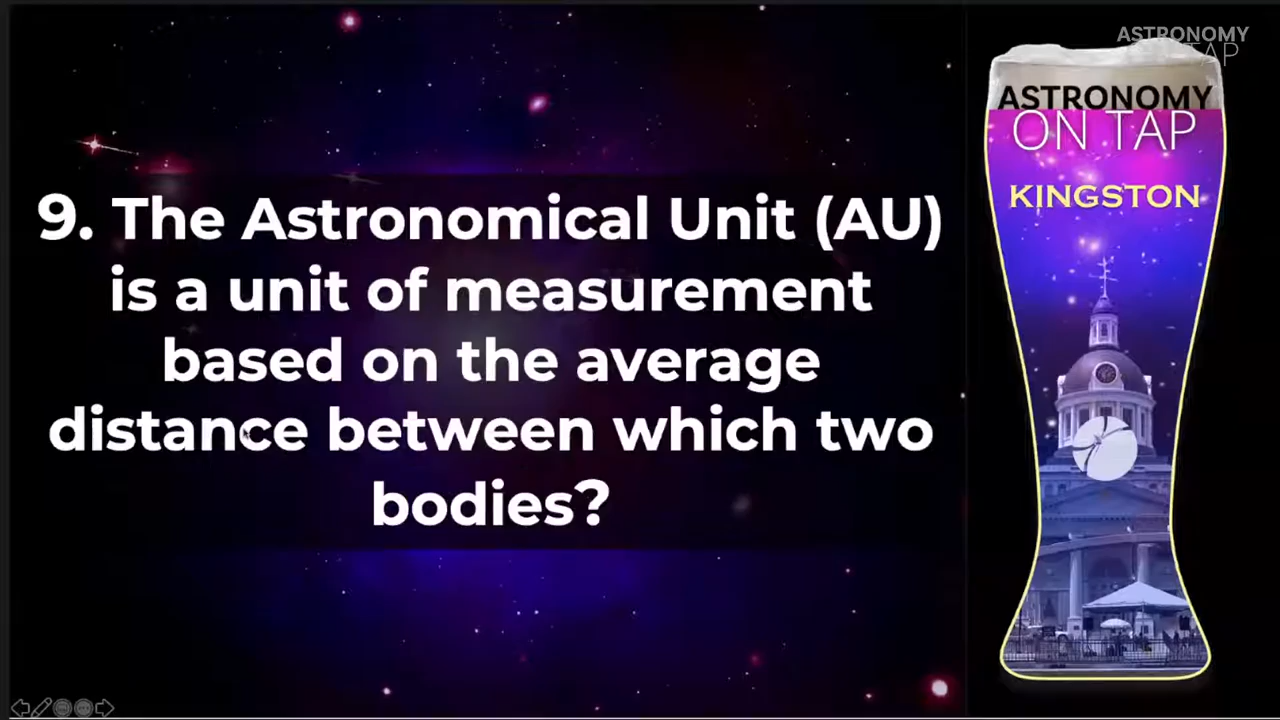 9. The Astronomical Unit (AU)
is a unit of measurement
based on the average
distance between which two
bodies?
ASTRONOMY
ON TAP
ASTRONOMY
ON TAP
KINGSTON